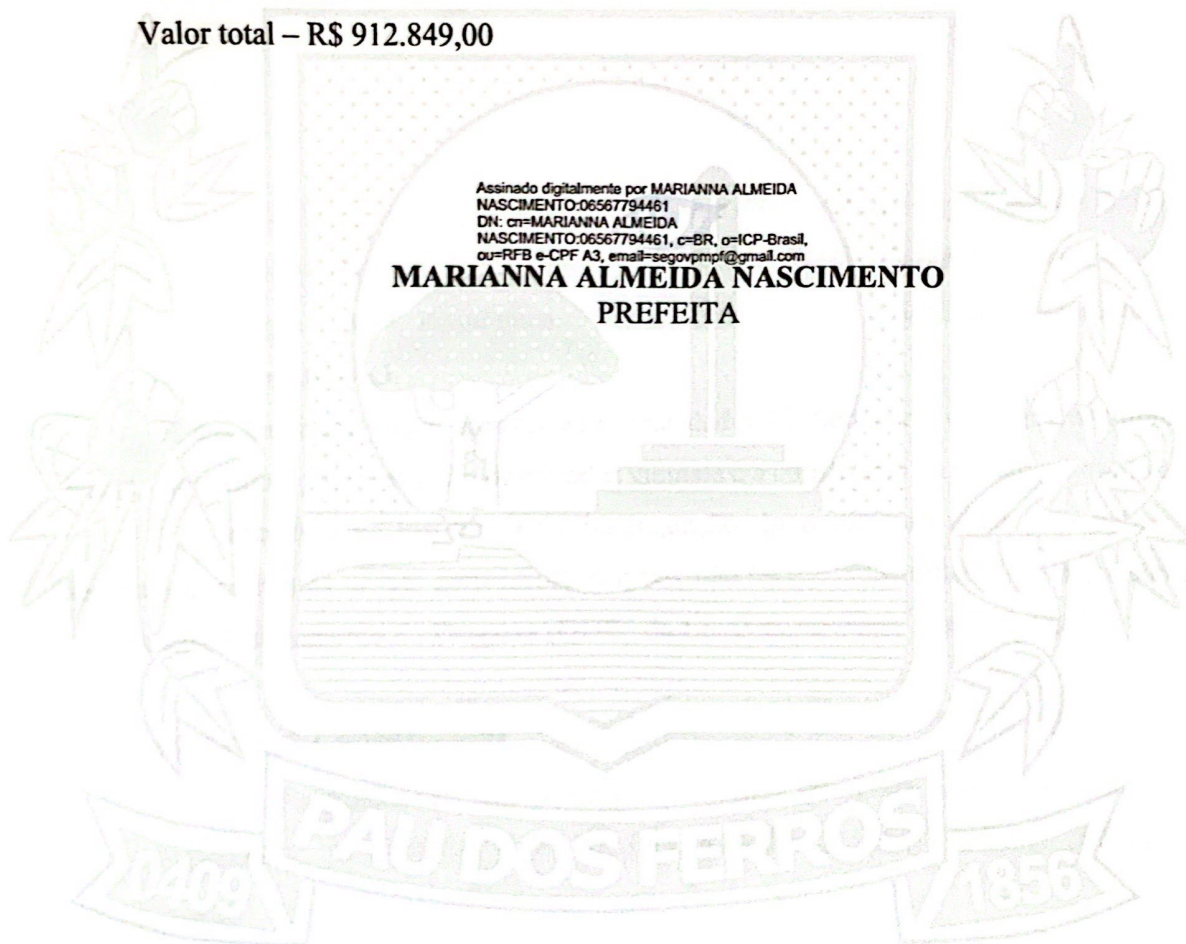 Valor total – R$ 912.849,00
Assinado digitalmente por MARIANNA ALMEIDA
NASCIMENTO:06567794461
DN: cn=MARIANNA ALMEIDA
NASCIMENTO:06567794461, c=BR, o=ICP-Brasil,
ou=RFB e-CPF A3, email=segovpmpf@gmail.com
MARIANNA ALMEIDA NASCIMENTO
PREFEITA
PAU DOS FERROS
0409
1856